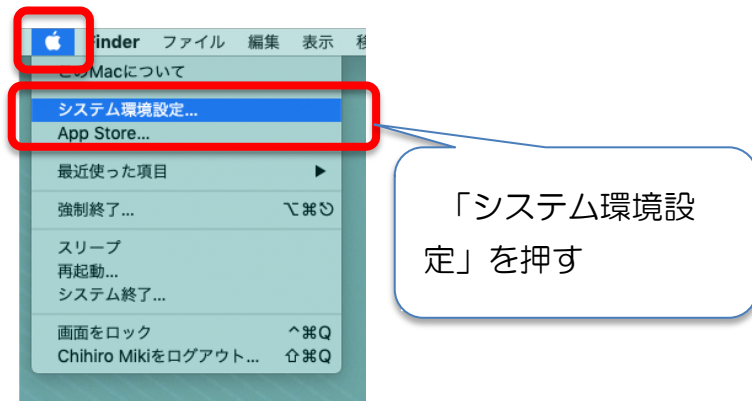 Finder ファイル 編集 表示 移
このMacについて
システム環境設定...
App Store...
最近使った項目 ▶
強制終了... ⌥⌘⎋
スリープ
再起動...
システム終了...
画面をロック ^⌘Q
Chihiro Mikiをログアウト... ⇧⌘Q
「システム環境設
定」を押す